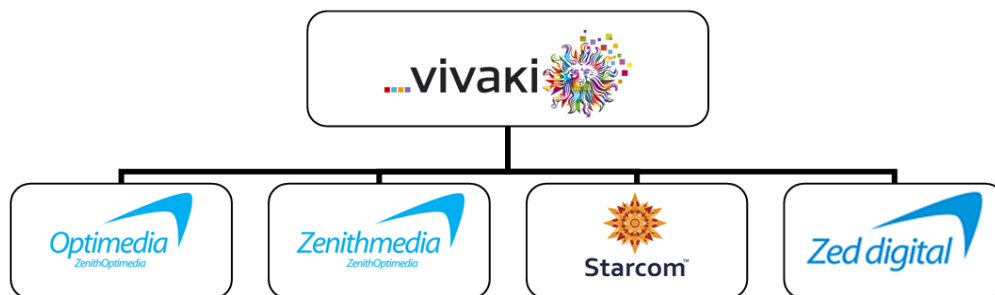 ...vivaki
Optimedia
ZenithOptimedia
Zenithmedia
ZenithOptimedia
Starcom™
Zed digital